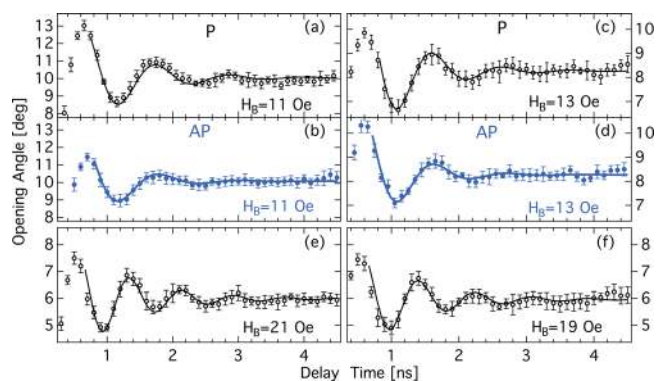 13
12
11
10
9
(a)
P
H_B=11 Oe
P
(c)
10
9
8
7
H_B=13 Oe
Opening Angle [deg]
13
12
11
10
9
AP
(b)
H_B=11 Oe
AP
(d)
10
9
8
7
H_B=13 Oe
8
7
6
5
(e)
H_B=21 Oe
(f)
8
7
6
5
H_B=19 Oe
1 2 3 4
1 2 3 4
Delay Time [ns]